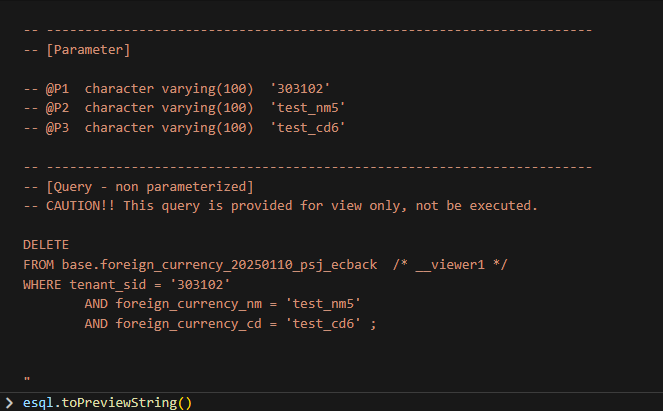 -- -----------------------------------------------------------------------
-- [Parameter]
-- @P1  character varying(100)  '303102'
-- @P2  character varying(100)  'test_nm5'
-- @P3  character varying(100)  'test_cd6'
-- -----------------------------------------------------------------------
-- [Query - non parameterized]
-- CAUTION!! This query is provided for view only, not be executed.
DELETE
FROM base.foreign_currency_20250110_psj_ecback  /* __viewer1 */
WHERE tenant_sid = '303102'
        AND foreign_currency_nm = 'test_nm5'
        AND foreign_currency_cd = 'test_cd6' ;
"
> esql.toPreviewString()